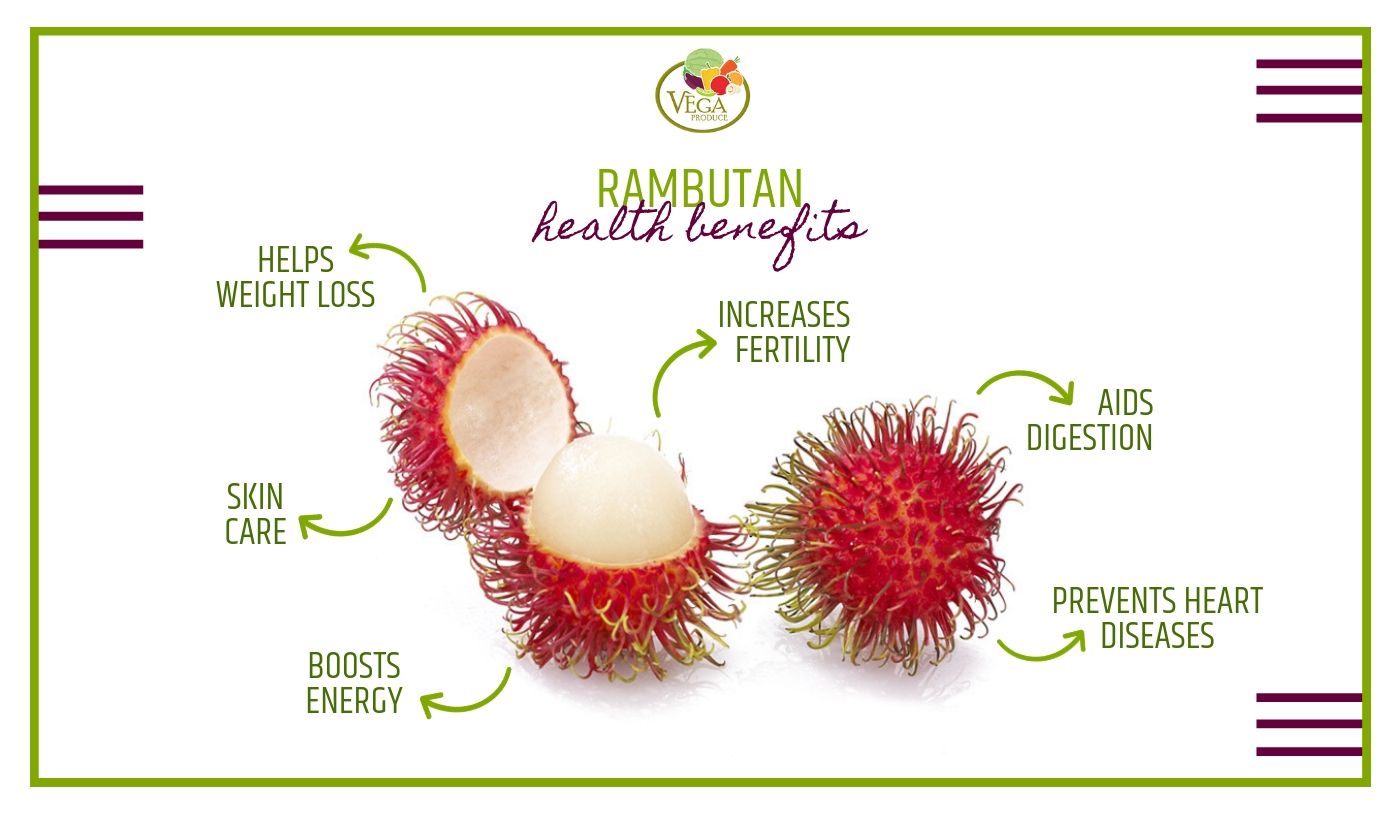 VEGA
PRODUCE
RAMBUTAN
health benefits
HELPS
WEIGHT LOSS
INCREASES
FERTILITY
AIDS
DIGESTION
SKIN
CARE
PREVENTS HEART
DISEASES
BOOSTS
ENERGY